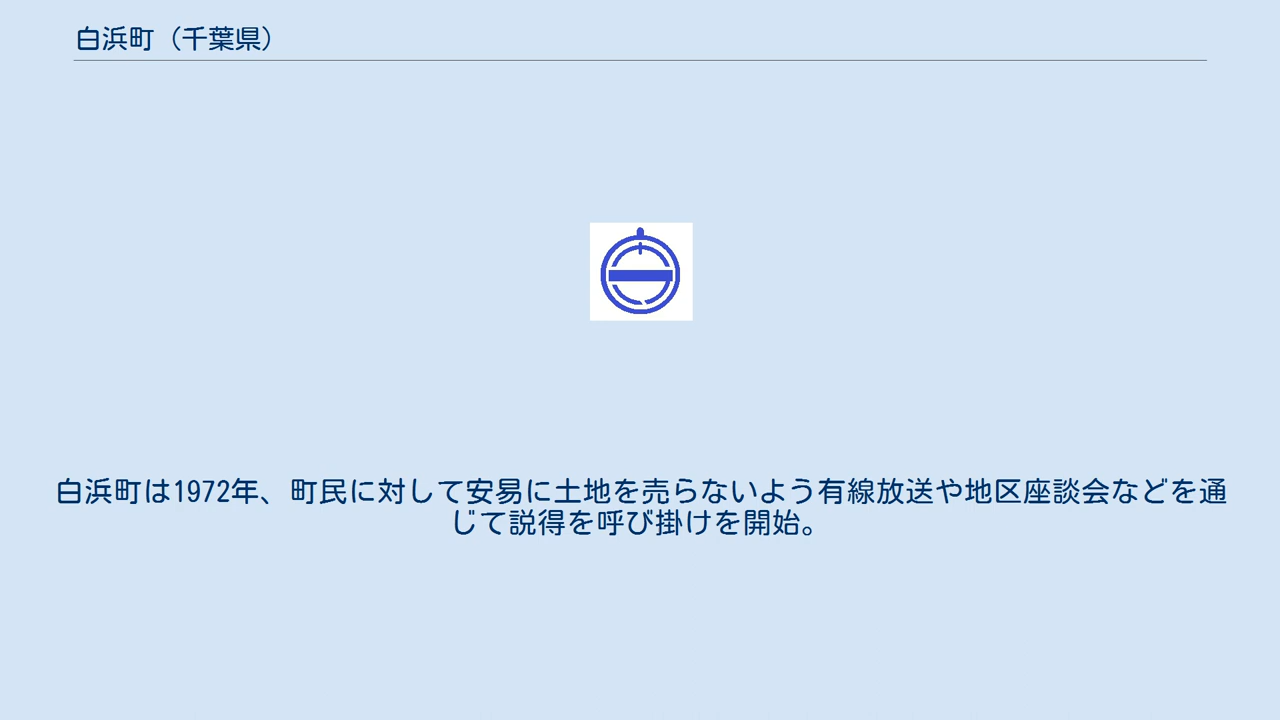 白浜町（千葉県）
白浜町は1972年、町民に対して安易に土地を売らないよう有線放送や地区座談会などを通
じて説得を呼び掛けを開始。